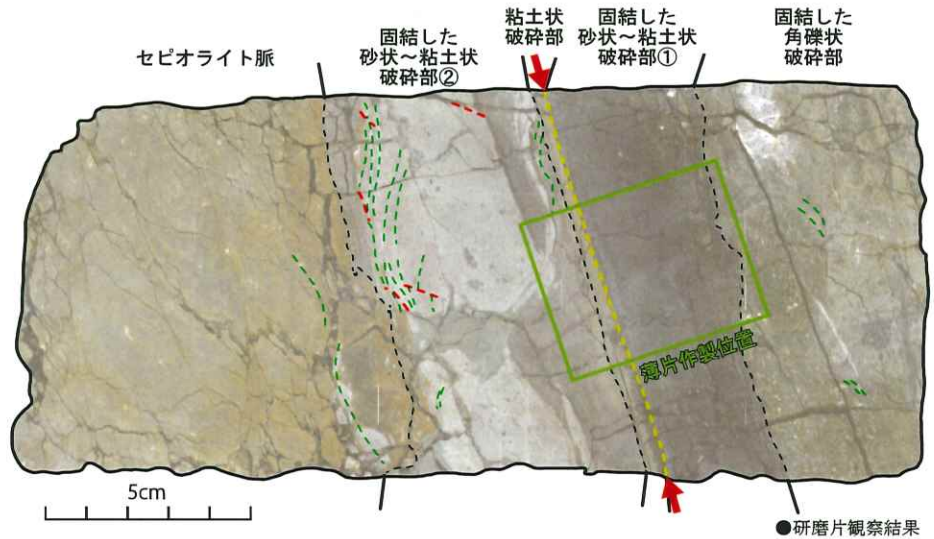 セピオライト脈
固結した
砂状～粘土状
破砕部②
粘土状
破砕部
固結した
砂状～粘土状
破砕部①
固結した
角礫状
破砕部
薄片作製位置
5cm
●研磨片観察結果